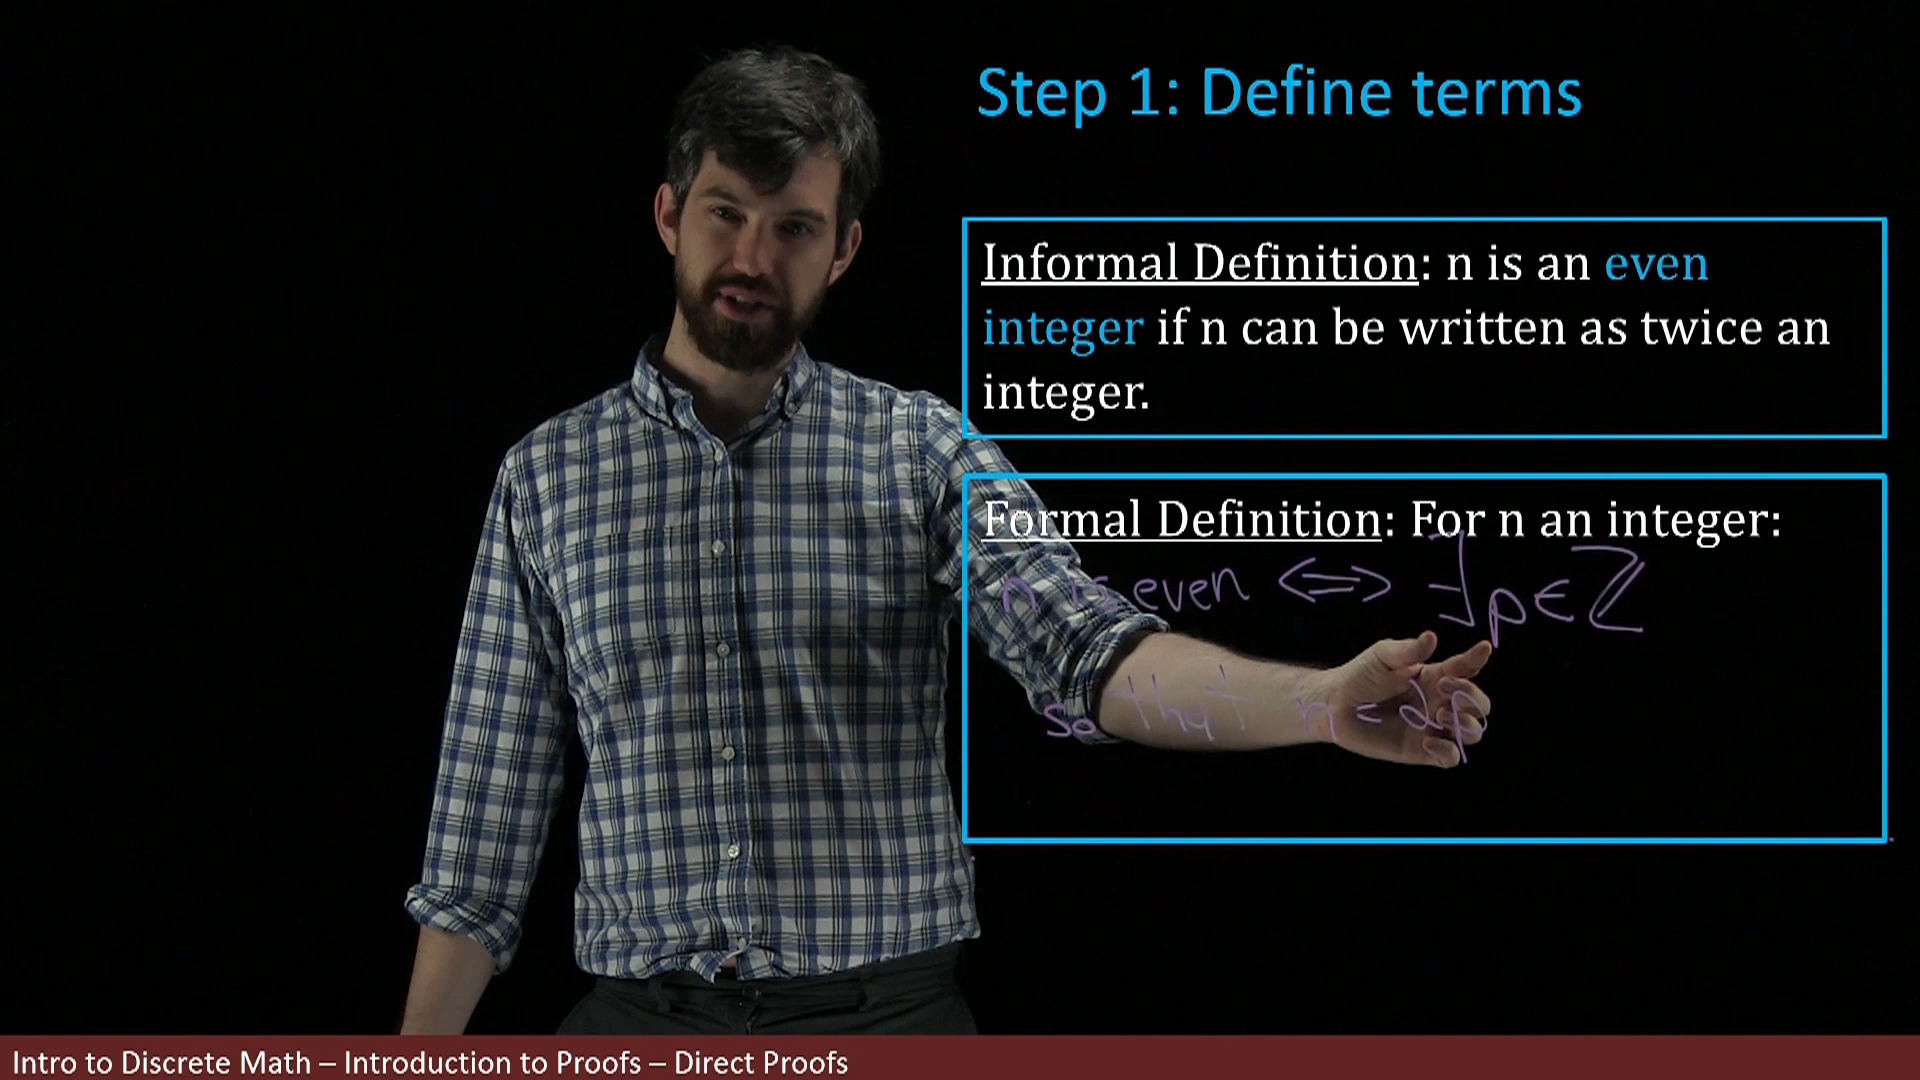 Step 1: Define terms
Informal Definition: n is an even
integer if n can be written as twice an
integer.
Formal Definition: For n an integer:
n is even ⟺ ∃ p ∈ ℤ
so that n = 2p
Intro to Discrete Math – Introduction to Proofs – Direct Proofs